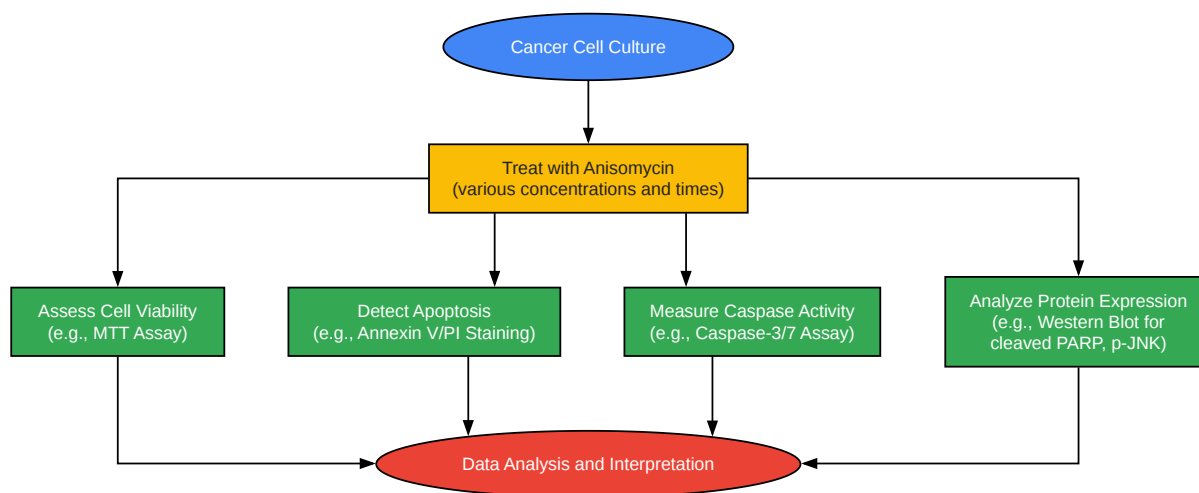 Cancer Cell Culture
Treat with Anisomycin
(various concentrations and times)
Assess Cell Viability
(e.g., MTT Assay)
Detect Apoptosis
(e.g., Annexin V/PI Staining)
Measure Caspase Activity
(e.g., Caspase-3/7 Assay)
Analyze Protein Expression
(e.g., Western Blot for
cleaved PARP, p-JNK)
Data Analysis and Interpretation